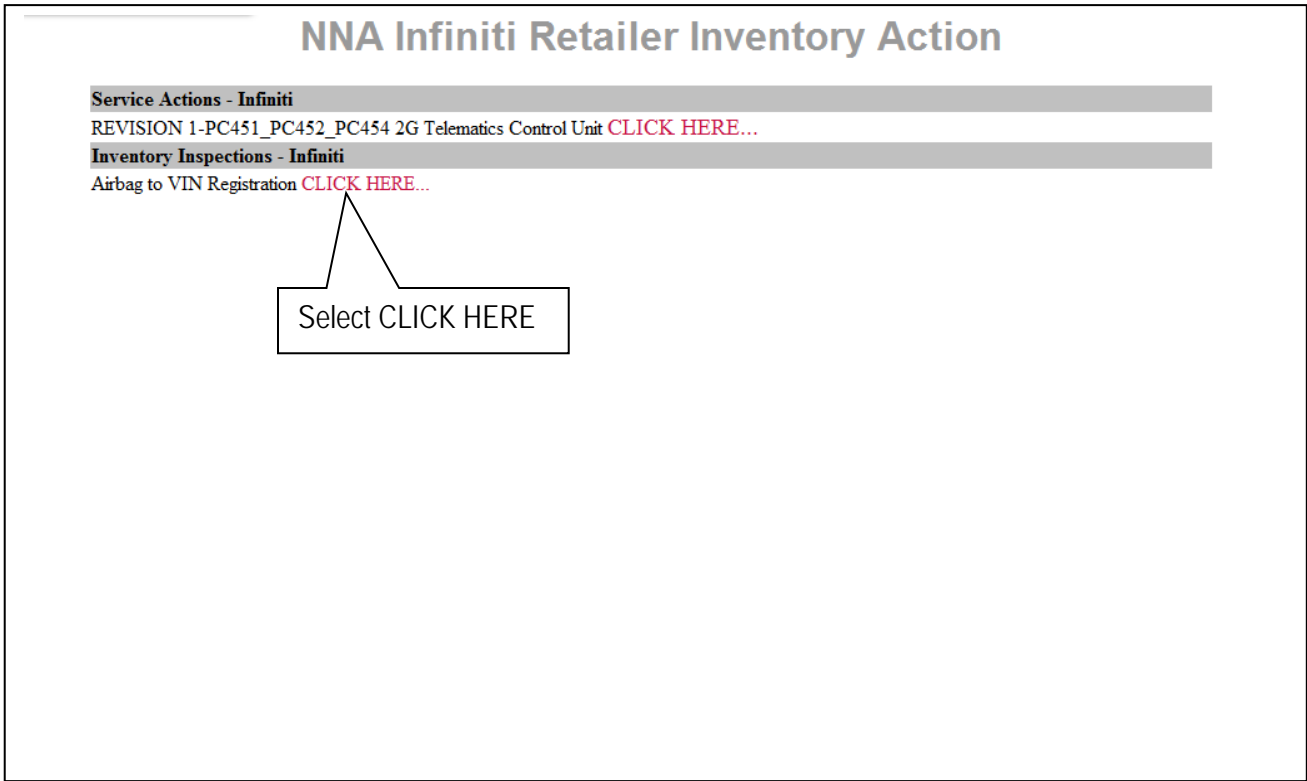 NNA Infiniti Retailer Inventory Action
Service Actions - Infiniti
REVISION 1-PC451_PC452_PC454 2G Telematics Control Unit CLICK HERE...
Inventory Inspections - Infiniti
Airbag to VIN Registration CLICK HERE...
Select CLICK HERE